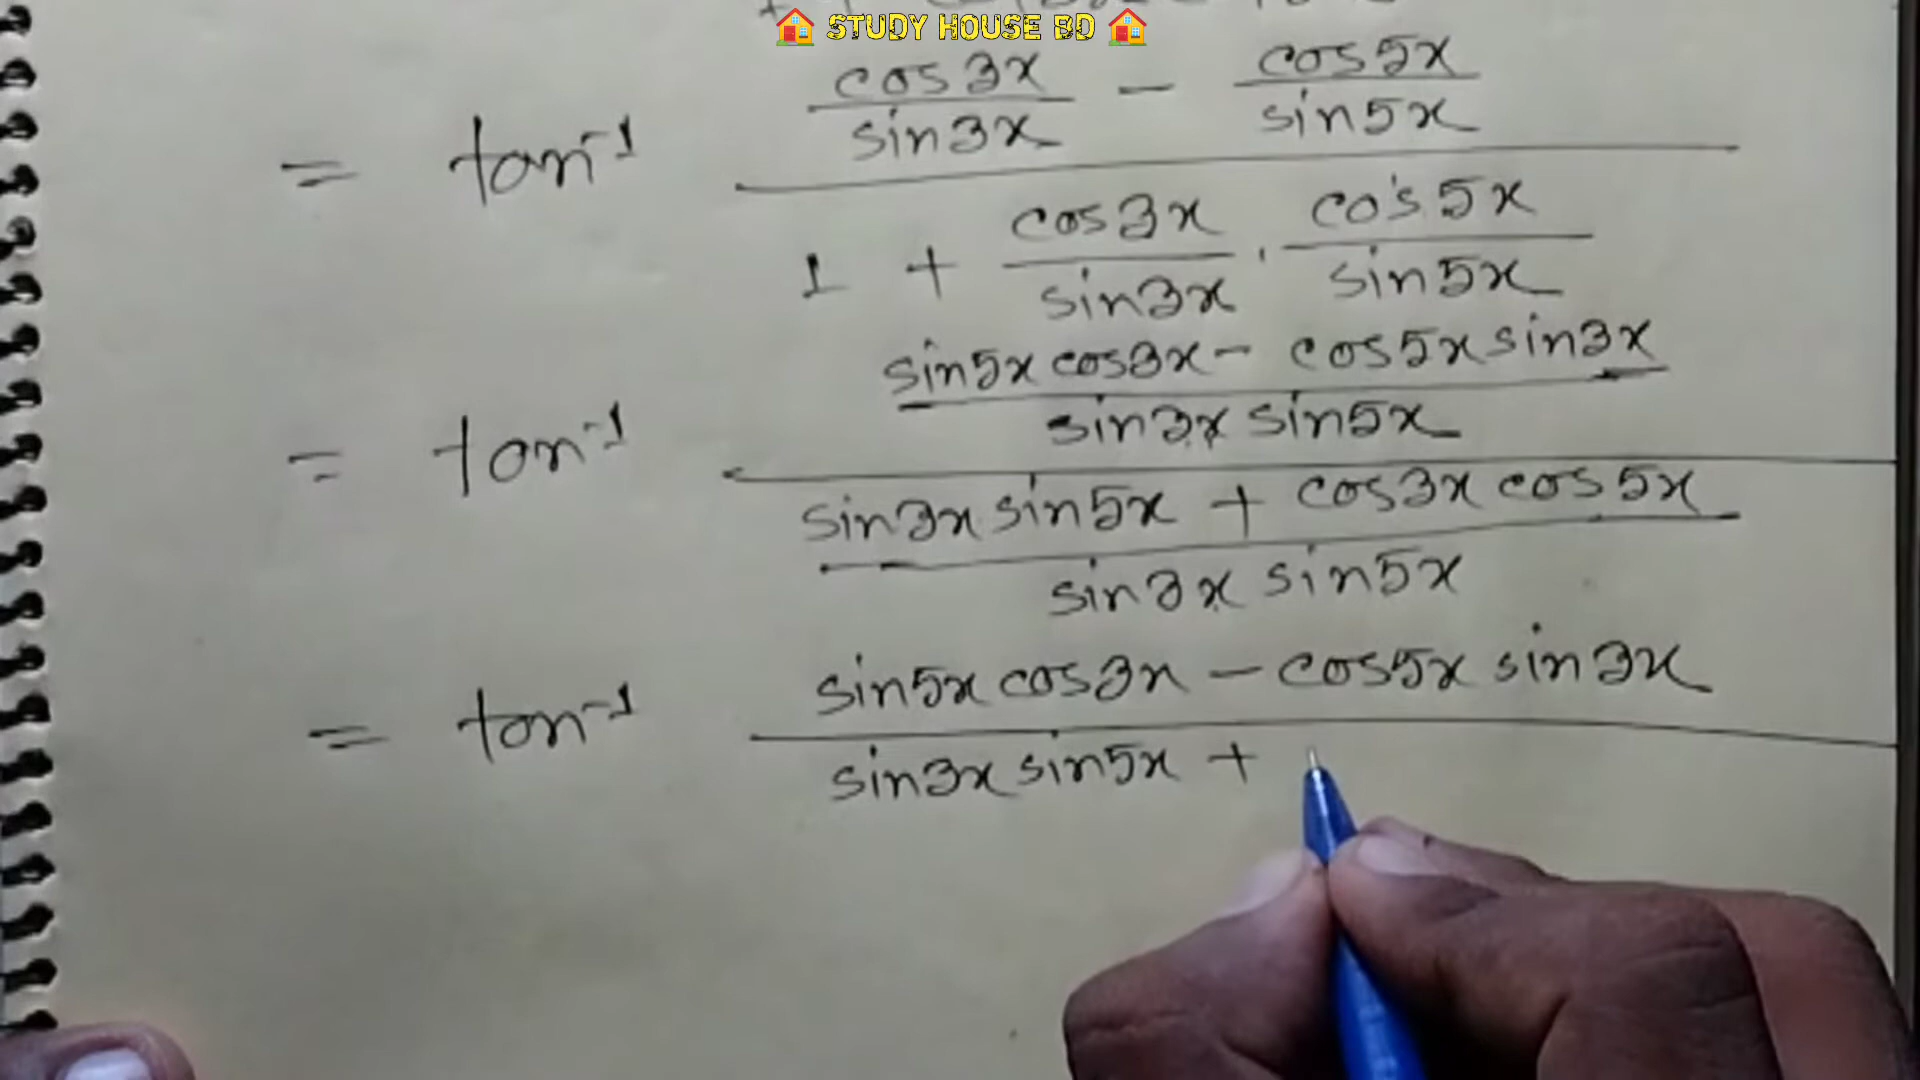 🏠 STUDY HOUSE BD 🏠
cos3x/sin3x − cos5x/sin5x
= tan⁻¹
1 + cos3x/sin3x · cos5x/sin5x
sin5x cos3x − cos5x sin3x
sin3x sin5x
= tan⁻¹
sin3x sin5x + cos3x cos5x
sin3x sin5x
sin5x cos3x − cos5x sin3x
= tan⁻¹
sin3x sin5x +